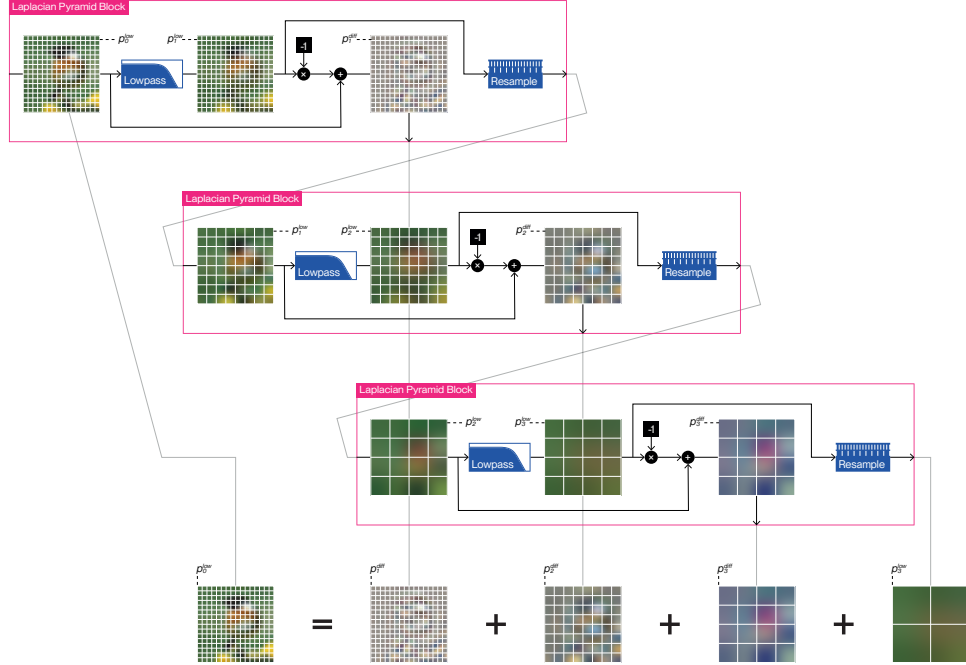 Laplacian Pyramid Block
p₀ˡᵒʷ p₁ˡᵒʷ -1 p₁ᵈⁱᶠᶠ
Lowpass × + Resample
Laplacian Pyramid Block
p₁ˡᵒʷ p₂ˡᵒʷ -1 p₂ᵈⁱᶠᶠ
Lowpass × + Resample
Laplacian Pyramid Block
p₂ˡᵒʷ p₃ˡᵒʷ -1 p₃ᵈⁱᶠᶠ
Lowpass × + Resample
p₀ˡᵒʷ p₁ᵈⁱᶠᶠ p₂ᵈⁱᶠᶠ p₃ᵈⁱᶠᶠ p₃ˡᵒʷ
= + + +